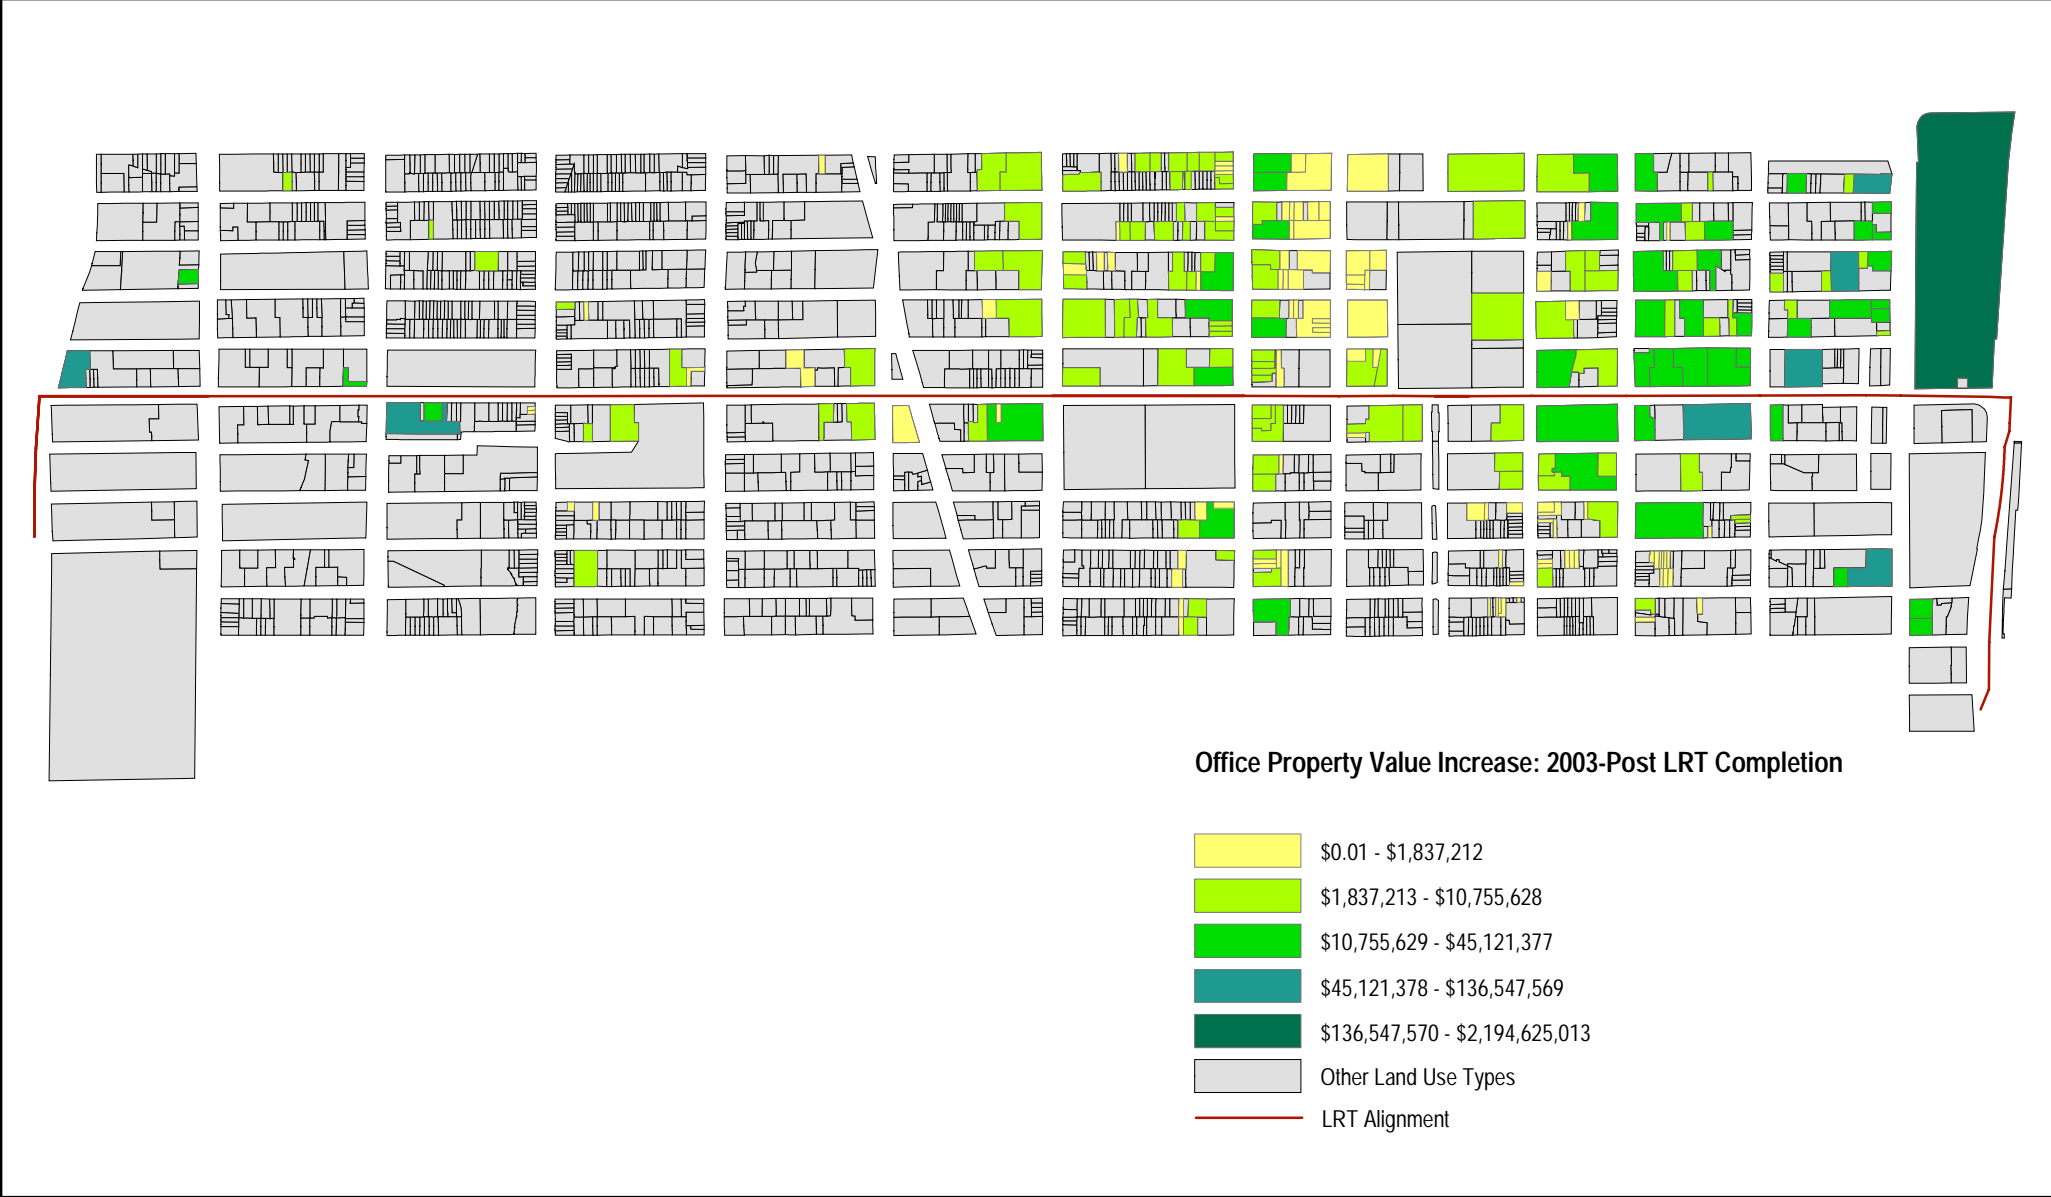 Office Property Value Increase: 2003-Post LRT Completion
$0.01 - $1,837,212
$1,837,213 - $10,755,628
$10,755,629 - $45,121,377
$45,121,378 - $136,547,569
$136,547,570 - $2,194,625,013
Other Land Use Types
LRT Alignment